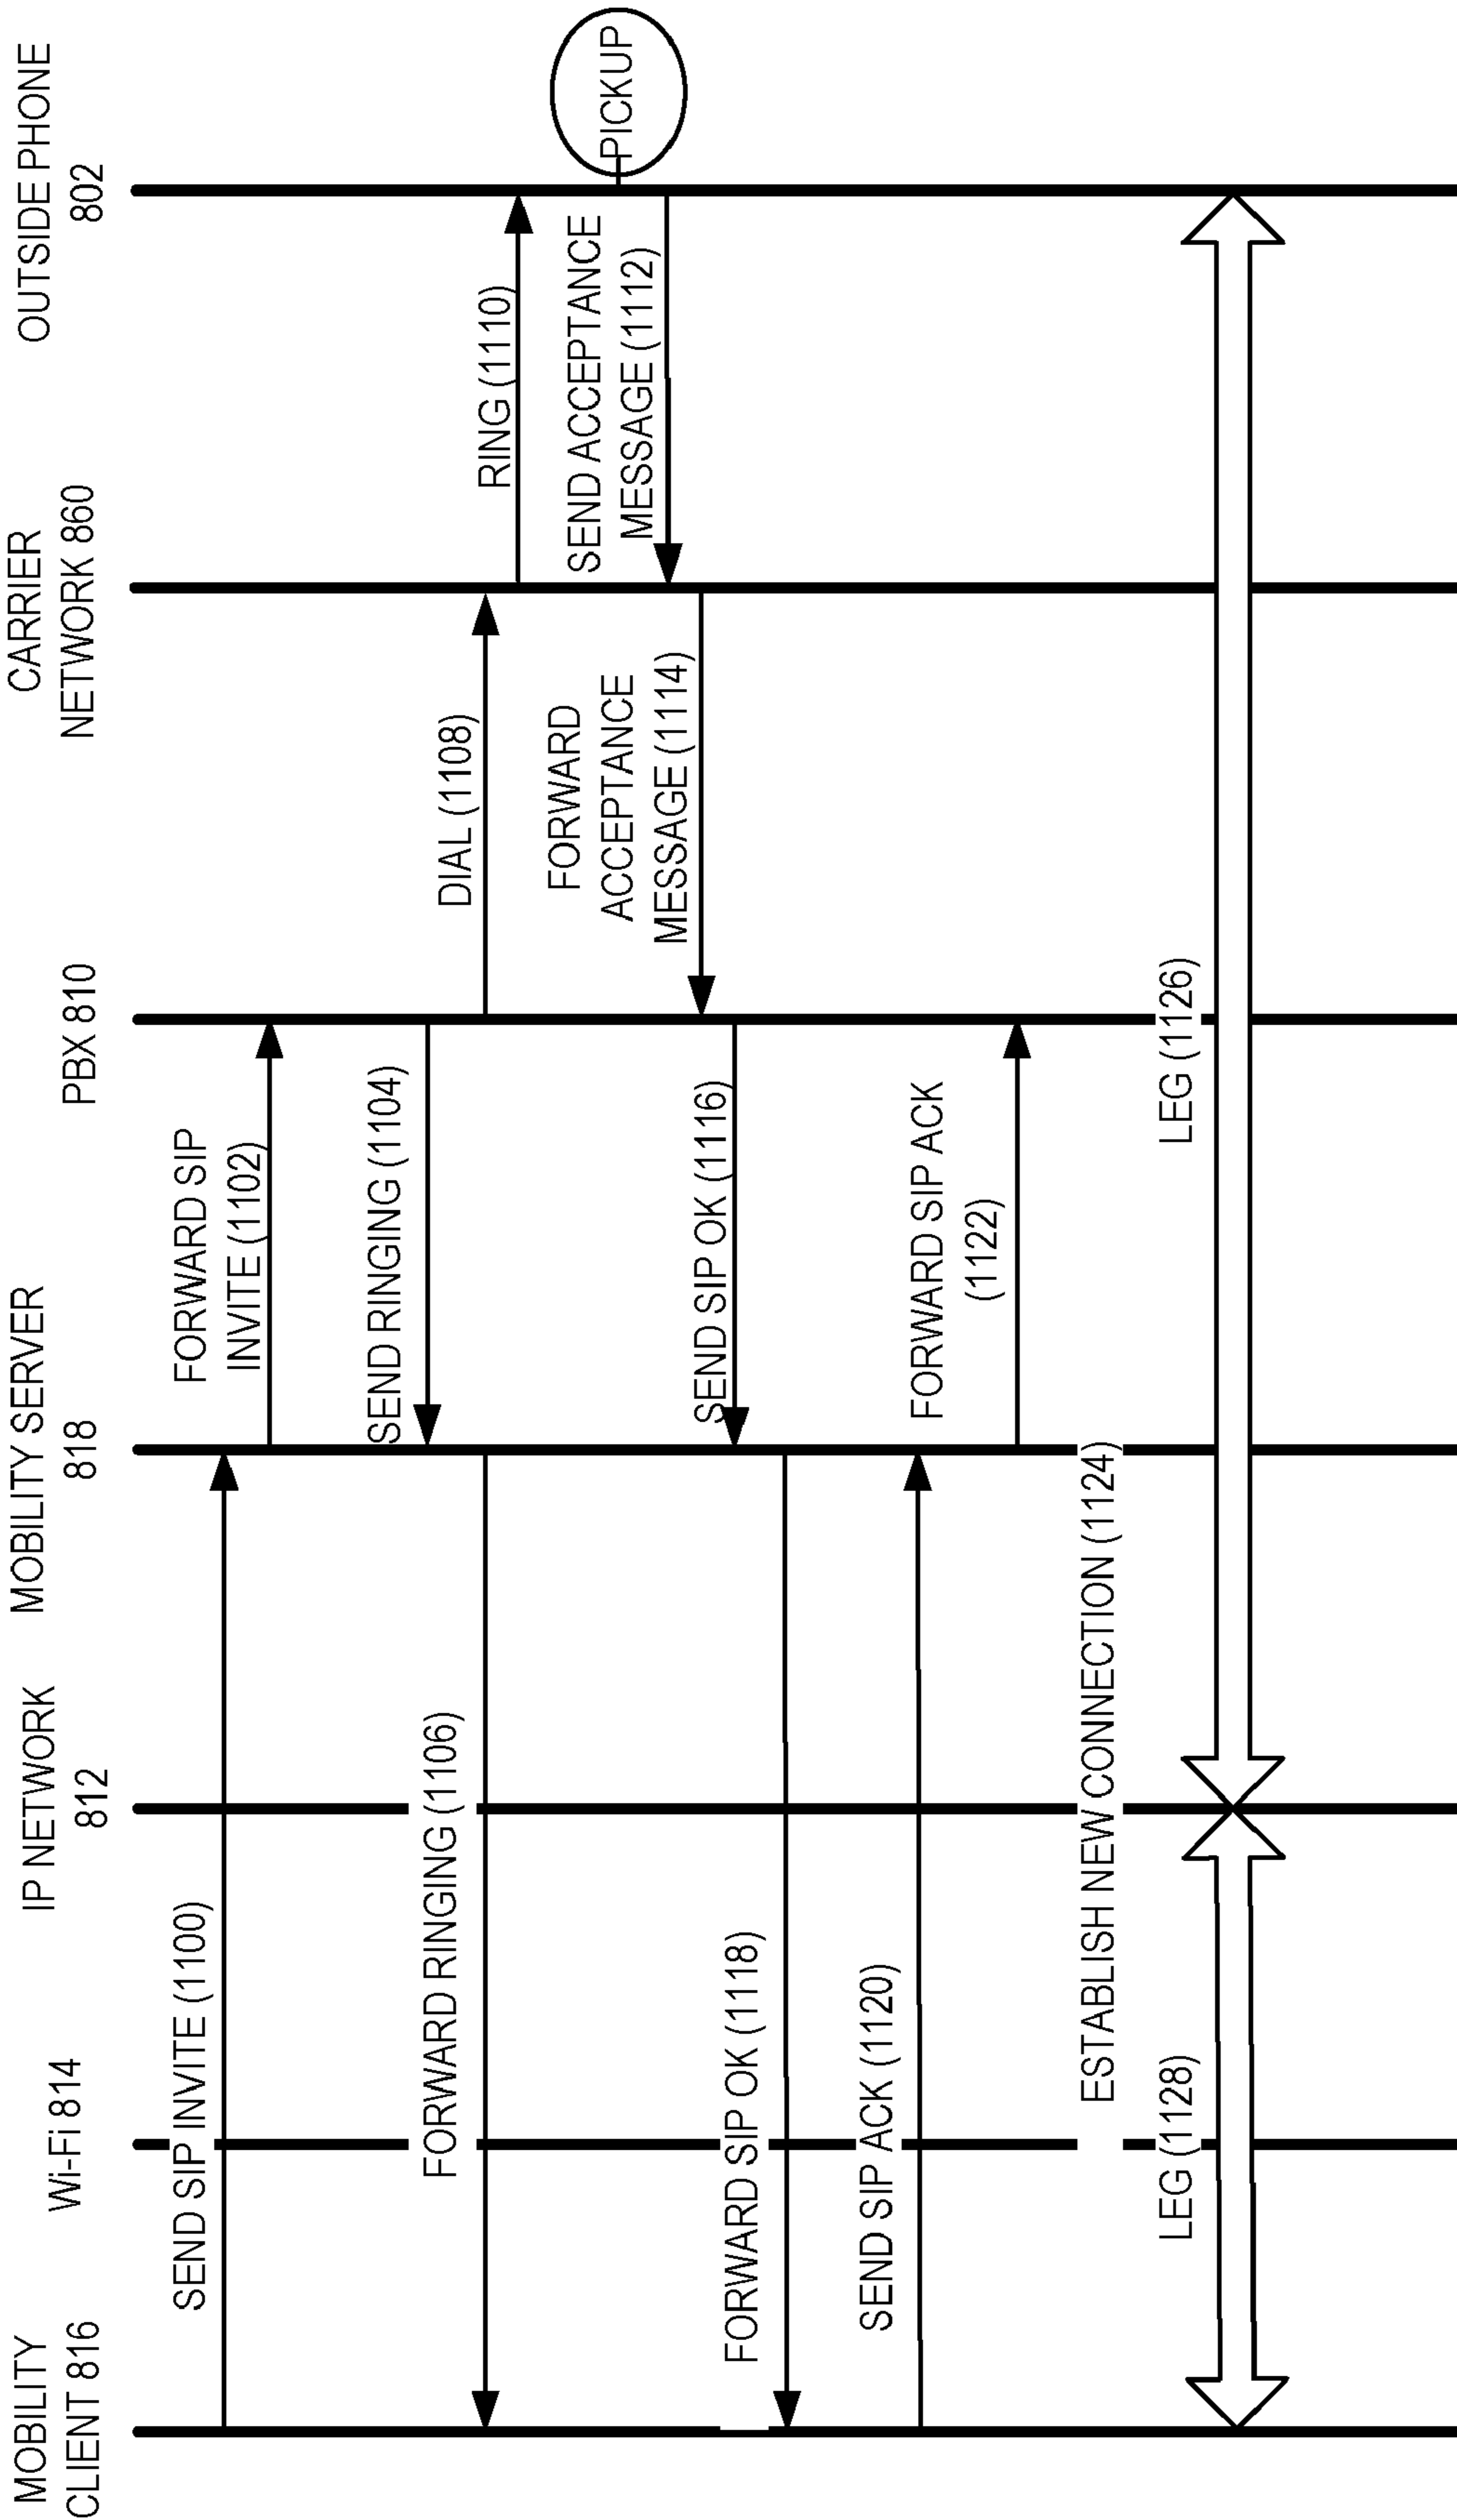 MOBILITY
CLIENT 816
Wi-Fi 814
IP NETWORK
812
MOBILITY SERVER
818
PBX 810
CARRIER
NETWORK 860
OUTSIDE PHONE
802
SEND SIP INVITE (1100)
FORWARD SIP
INVITE (1102)
SEND RINGING (1104)
FORWARD RINGING (1106)
DIAL (1108)
RING (1110)
PICKUP
SEND ACCEPTANCE
MESSAGE (1112)
FORWARD
ACCEPTANCE
MESSAGE (1114)
SEND SIP OK (1116)
FORWARD SIP OK (1118)
SEND SIP ACK (1120)
FORWARD SIP ACK
(1122)
ESTABLISH NEW CONNECTION (1124)
LEG (1128)
LEG (1126)